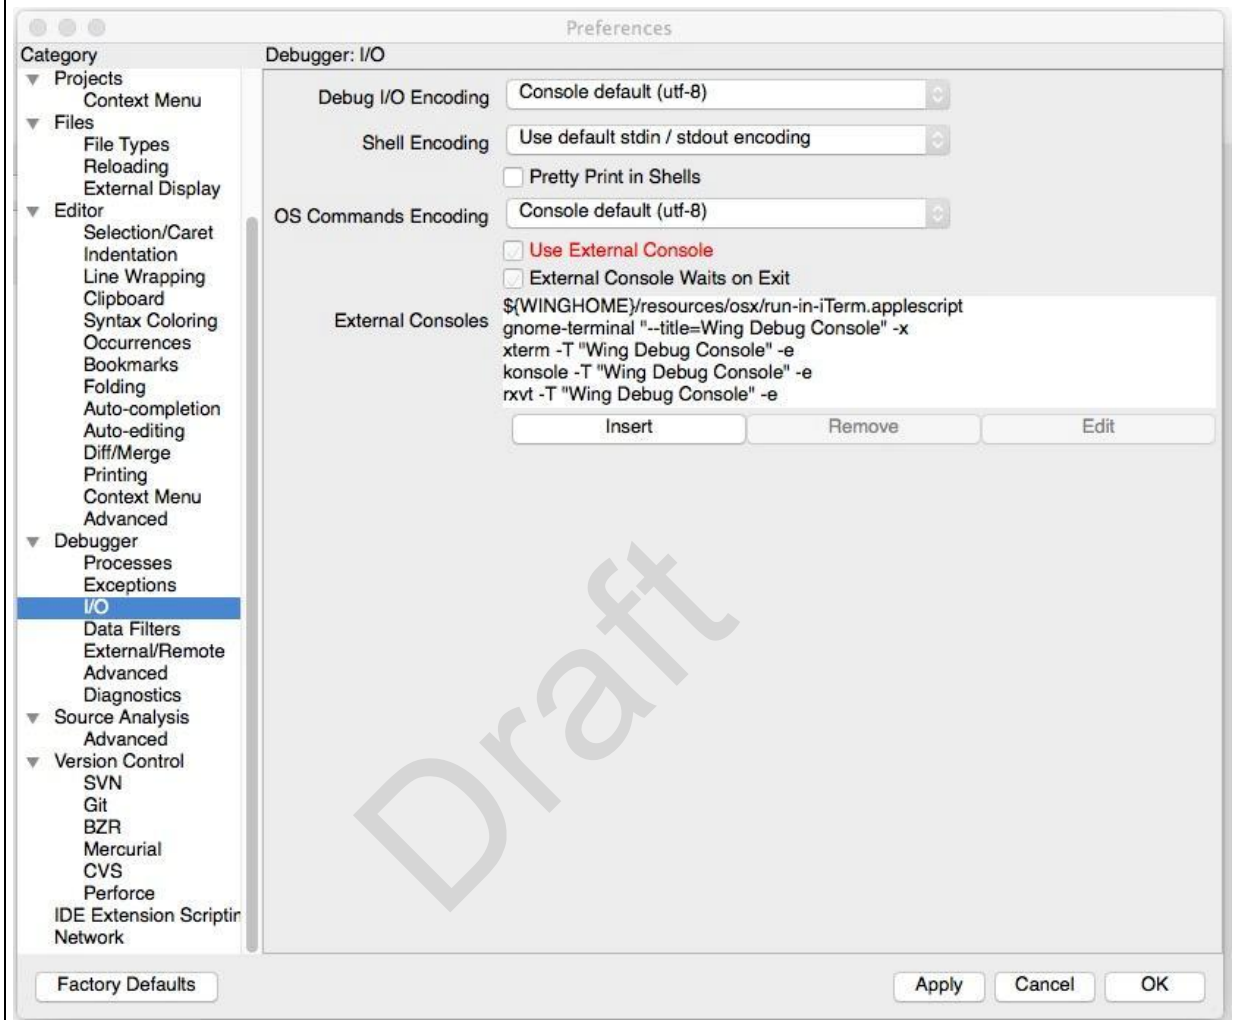 Preferences
Category
Debugger: I/O
Projects
Context Menu
Files
File Types
Reloading
External Display
Editor
Selection/Caret
Indentation
Line Wrapping
Clipboard
Syntax Coloring
Occurrences
Bookmarks
Folding
Auto-completion
Auto-editing
Diff/Merge
Printing
Context Menu
Advanced
Debugger
Processes
Exceptions
I/O
Data Filters
External/Remote
Advanced
Diagnostics
Source Analysis
Advanced
Version Control
SVN
Git
BZR
Mercurial
CVS
Perforce
IDE Extension Scriptin
Network
Debug I/O Encoding Console default (utf-8)
Shell Encoding Use default stdin / stdout encoding
Pretty Print in Shells
OS Commands Encoding Console default (utf-8)
Use External Console
External Console Waits on Exit
External Consoles
${WINGHOME}/resources/osx/run-in-iTerm.applescript
gnome-terminal "--title=Wing Debug Console" -x
xterm -T "Wing Debug Console" -e
konsole -T "Wing Debug Console" -e
rxvt -T "Wing Debug Console" -e
Insert Remove Edit
Draft
Factory Defaults Apply Cancel OK